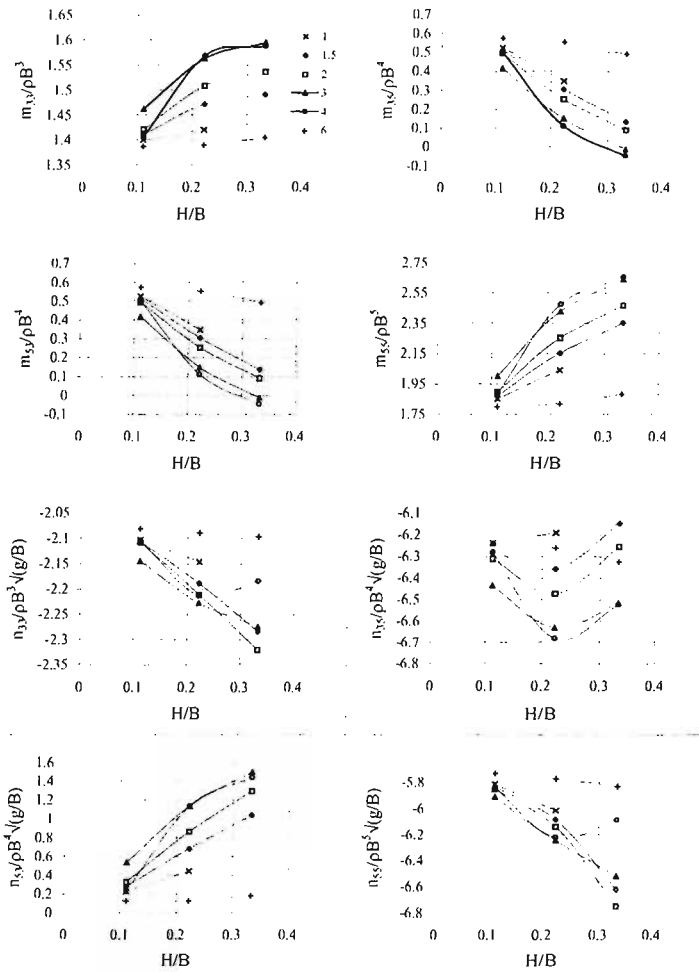 1.65
1.6
1.55
1.5
1.45
1.4
1.35
m₃₃/ρB³
0 0.1 0.2 0.3 0.4
H/B
1
1.5
2
3
4
6
0.7
0.6
0.5
0.4
0.3
0.2
0.1
0
-0.1
m₃₅/ρB⁴
0 0.1 0.2 0.3 0.4
H/B
0.7
0.6
0.5
0.4
0.3
0.2
0.1
0
-0.1
m₅₃/ρB⁴
0 0.1 0.2 0.3 0.4
H/B
2.75
2.55
2.35
2.15
1.95
1.75
m₅₅/ρB⁵
0 0.1 0.2 0.3 0.4
H/B
-2.05
-2.1
-2.15
-2.2
-2.25
-2.3
-2.35
n₃₃/ρB³√(g/B)
0 0.1 0.2 0.3 0.4
H/B
-6.1
-6.2
-6.3
-6.4
-6.5
-6.6
-6.7
-6.8
n₃₅/ρB⁴√(g/B)
0 0.1 0.2 0.3 0.4
H/B
1.6
1.4
1.2
1
0.8
0.6
0.4
0.2
0
n₅₃/ρB⁴√(g/B)
0 0.1 0.2 0.3 0.4
H/B
-5.8
-6
-6.2
-6.4
-6.6
-6.8
n₅₅/ρB⁵√(g/B)
0 0.1 0.2 0.3 0.4
H/B